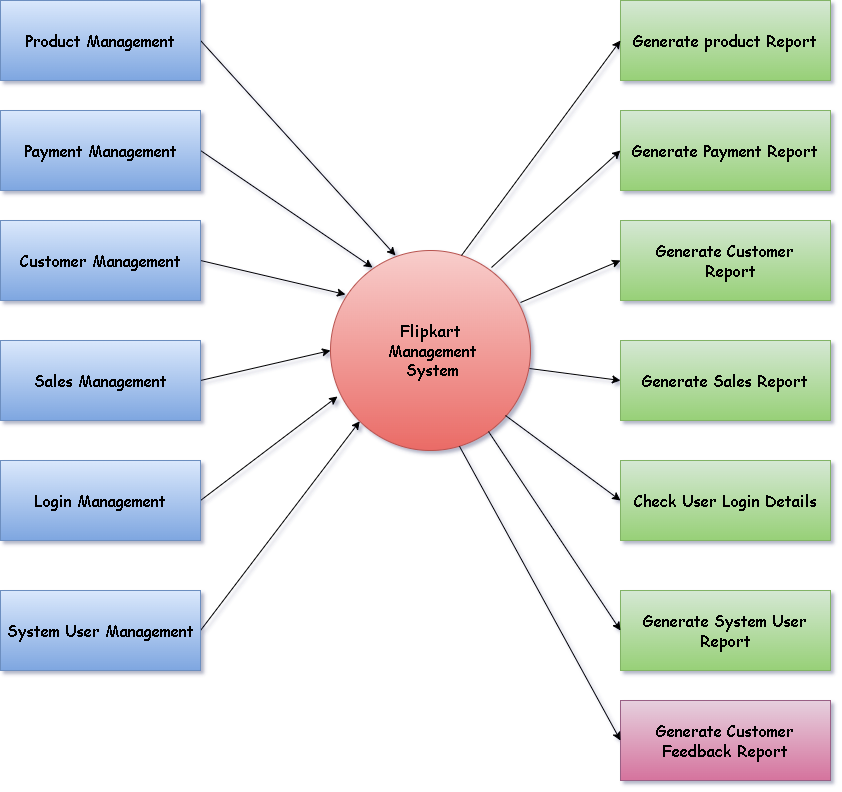 Product Management
Generate product Report
Payment Management
Generate Payment Report
Customer Management
Generate Customer
Report
Flipkart
Management
System
Sales Management
Generate Sales Report
Login Management
Check User Login Details
System User Management
Generate System User
Report
Generate Customer
Feedback Report